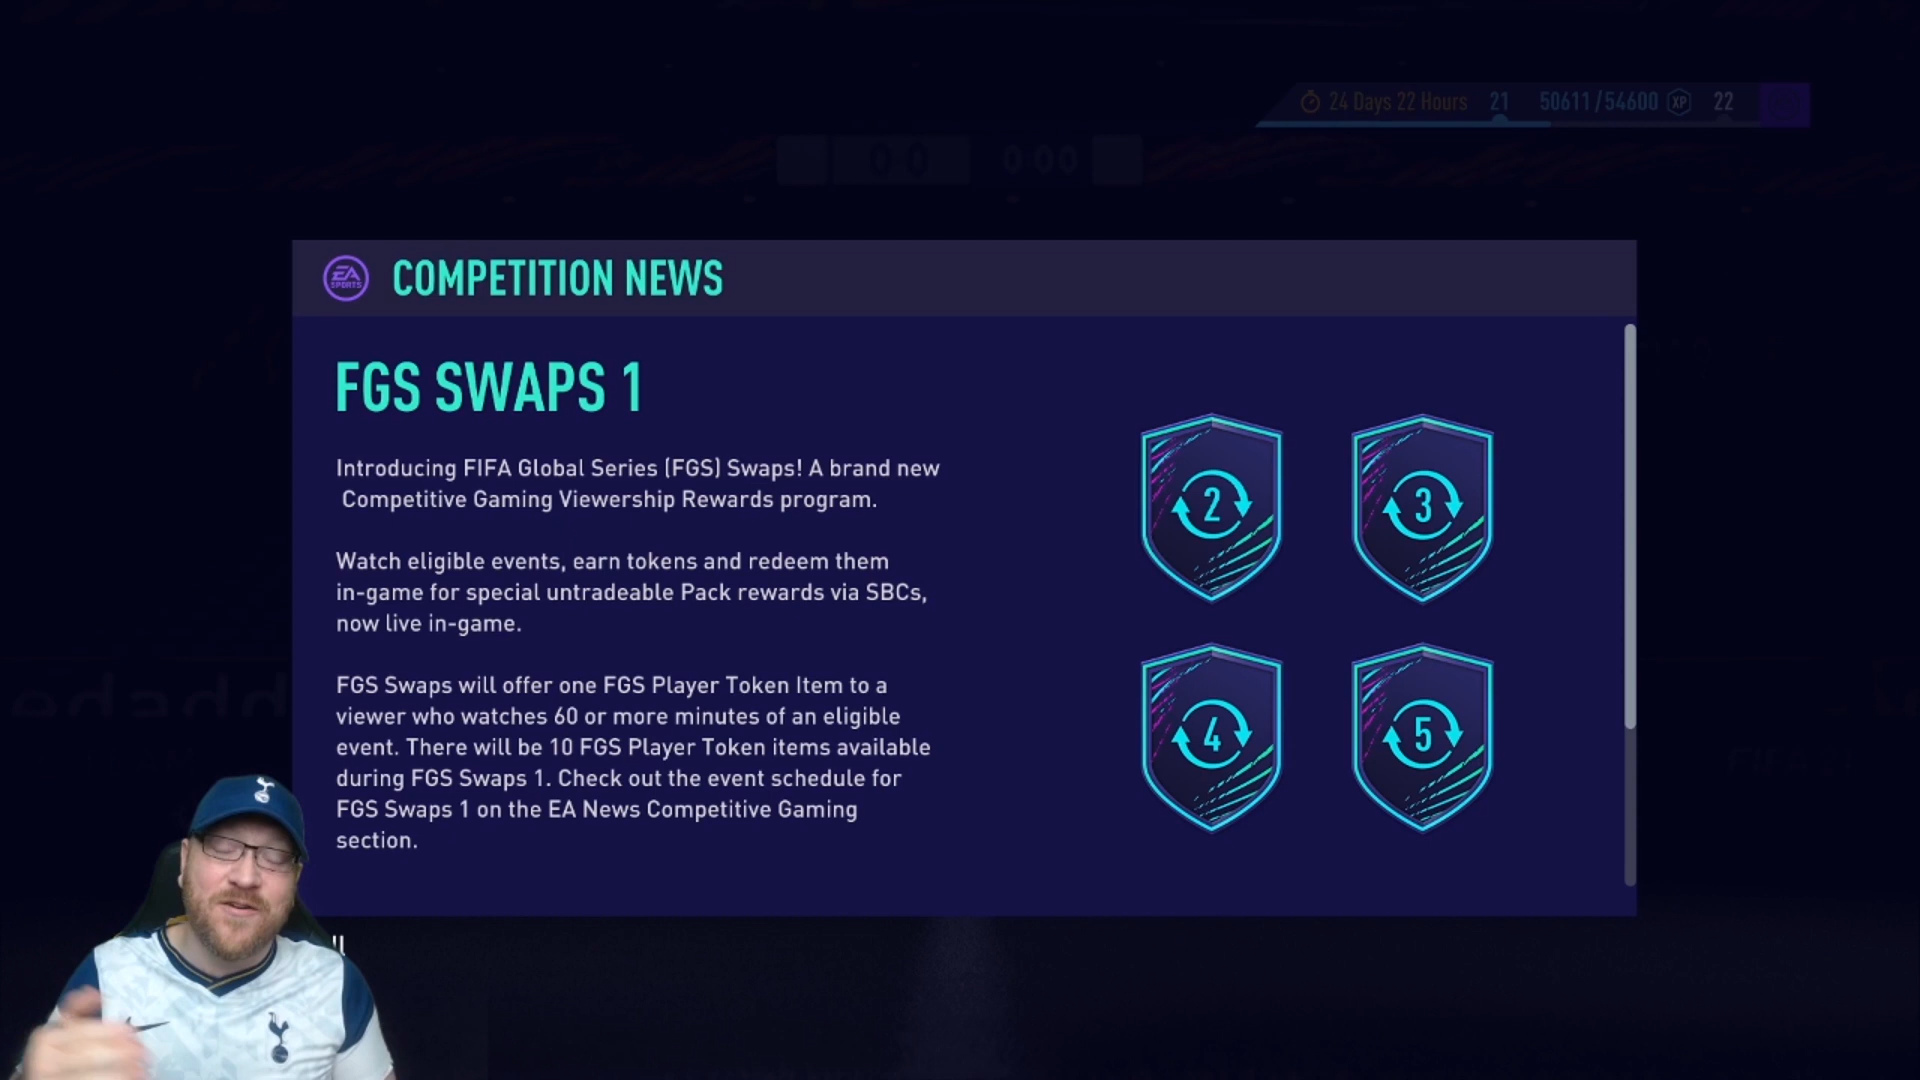 24 Days 22 Hours 21 50611/54600 XP 22
00 0:00
EA SPORTS COMPETITION NEWS
FGS SWAPS 1
Introducing FIFA Global Series (FGS) Swaps! A brand new
Competitive Gaming Viewership Rewards program.
Watch eligible events, earn tokens and redeem them
in-game for special untradeable Pack rewards via SBCs,
now live in-game.
FGS Swaps will offer one FGS Player Token Item to a
viewer who watches 60 or more minutes of an eligible
event. There will be 10 FGS Player Token items available
during FGS Swaps 1. Check out the event schedule for
FGS Swaps 1 on the EA News Competitive Gaming
section.
2 3
4 5